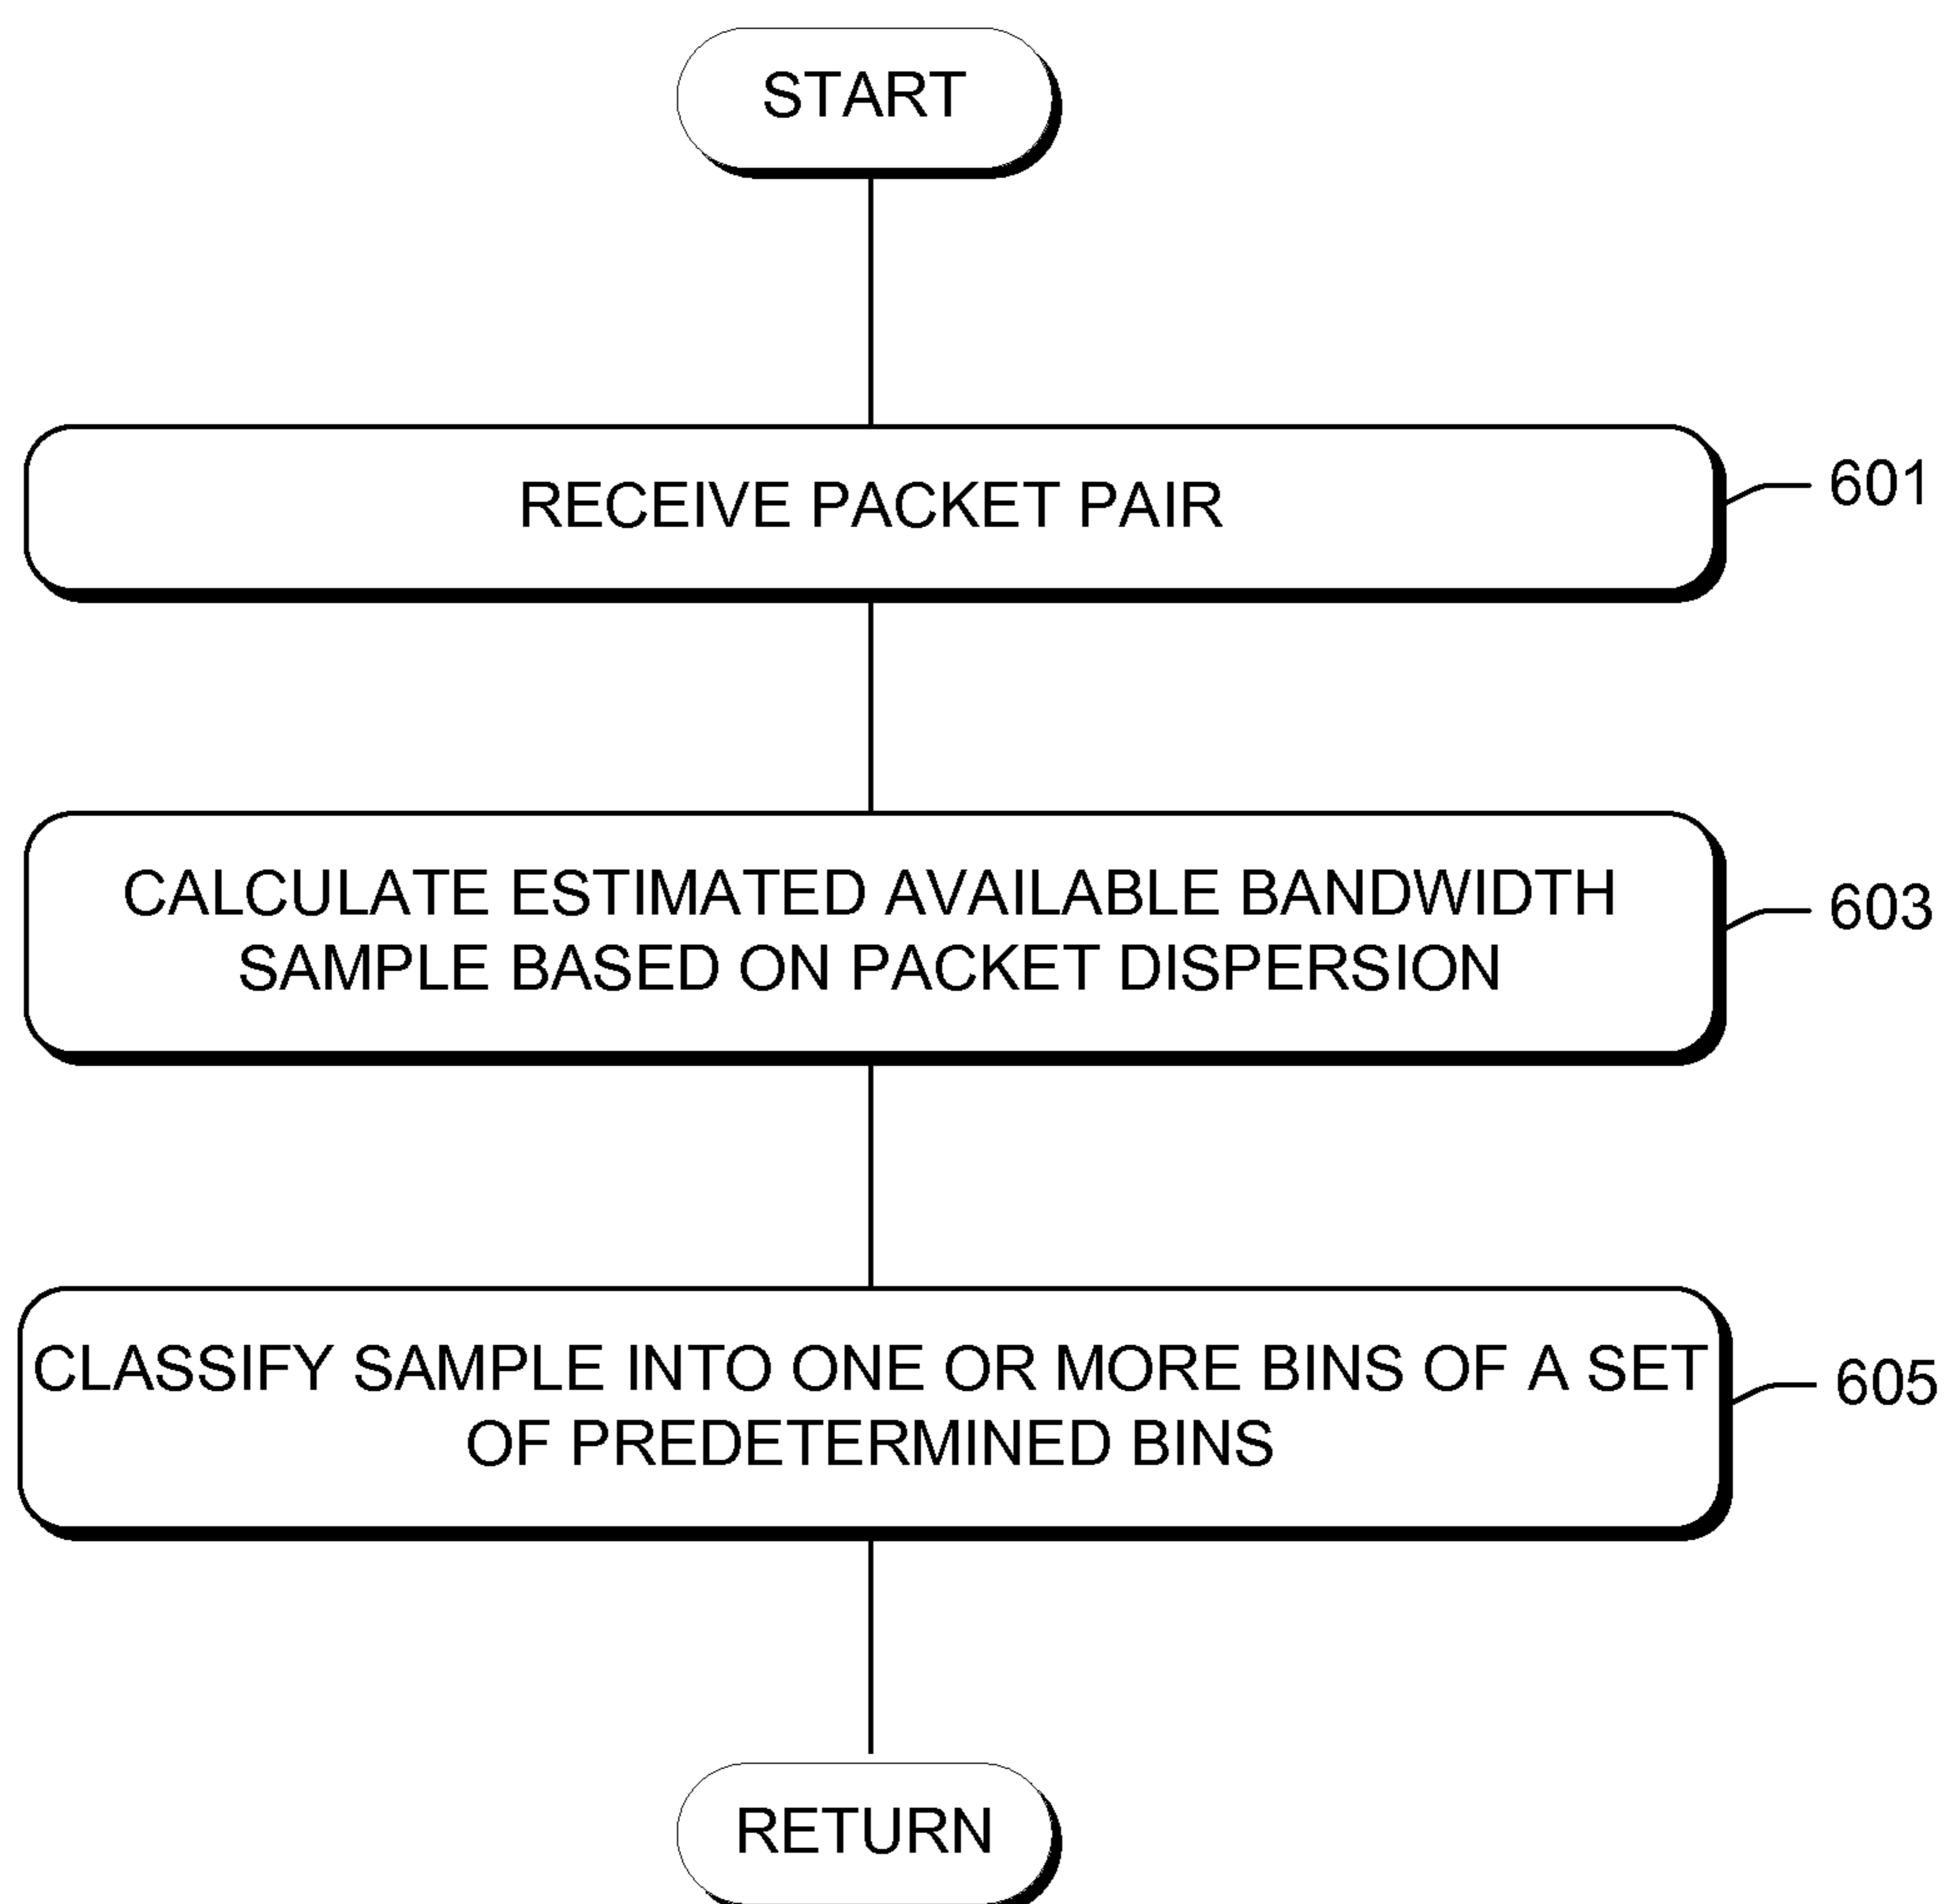 START
RECEIVE PACKET PAIR
601
CALCULATE ESTIMATED AVAILABLE BANDWIDTH
SAMPLE BASED ON PACKET DISPERSION
603
CLASSIFY SAMPLE INTO ONE OR MORE BINS OF A SET
OF PREDETERMINED BINS
605
RETURN